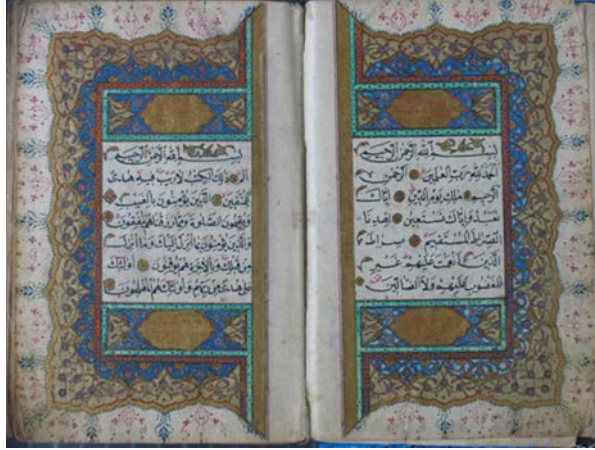 بسم الله الرحمن الرحيم
الحمد لله رب العلمين الرحمن
الرحيم ملك يوم الدين إياك
نعبد وإياك نستعين اهدنا
الصراط المستقيم صراط
الذين أنعمت عليهم غير
المغضوب عليهم ولا الضالين
بسم الله الرحمن الرحيم
الم ذلك الكتب لا ريب فيه هدى
للمتقين الذين يؤمنون بالغيب
ويقيمون الصلوة ومما رزقناهم ينفقون
والذين يؤمنون بما أنزل إليك وما أنزل
من قبلك وبالآخرة هم يوقنون أولئك
على هدى من ربهم وأولئك هم المفلحون